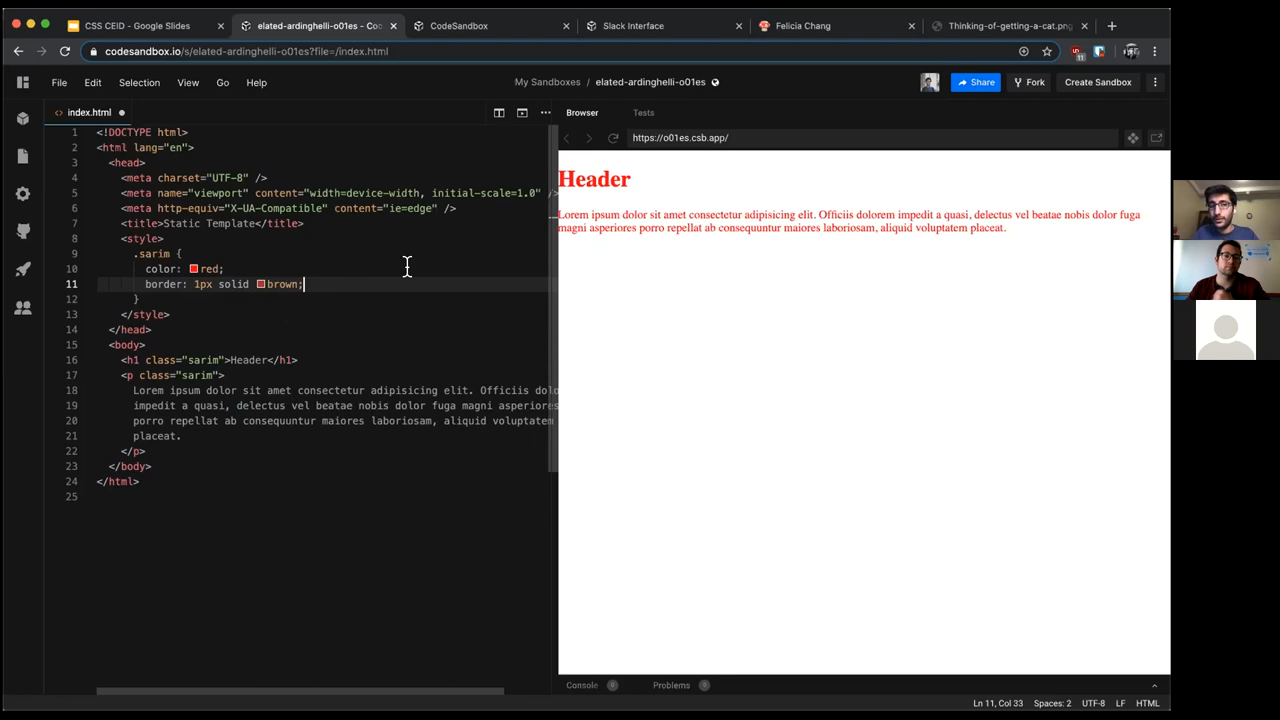 CSS CEID - Google Slides
elated-ardinghelli-o01es - Co
CodeSandbox
Slack Interface
Felicia Chang
Thinking-of-getting-a-cat.png
codesandbox.io/s/elated-ardinghelli-o01es?file=/index.html
11
File Edit Selection View Go Help
My Sandboxes / elated-ardinghelli-o01es
Share
Fork
Create Sandbox
<> index.html
Browser
Tests
https://o01es.csb.app/
1 <!DOCTYPE html>
2 <html lang="en">
3 <head>
4 <meta charset="UTF-8" />
5 <meta name="viewport" content="width=device-width, initial-scale=1.0" />
6 <meta http-equiv="X-UA-Compatible" content="ie=edge" />
7 <title>Static Template</title>
8 <style>
9 .sarim {
10 color: red;
11 border: 1px solid brown;
12 }
13 </style>
14 </head>
15 <body>
16 <h1 class="sarim">Header</h1>
17 <p class="sarim">
18 Lorem ipsum dolor sit amet consectetur adipisicing elit. Officiis dolo
19 impedit a quasi, delectus vel beatae nobis dolor fuga magni asperiores
20 porro repellat ab consequuntur maiores laboriosam, aliquid voluptatem
21 placeat.
22 </p>
23 </body>
24 </html>
25
Header
Lorem ipsum dolor sit amet consectetur adipisicing elit. Officiis dolorem impedit a quasi, delectus vel beatae nobis dolor fuga
magni asperiores porro repellat ab consequuntur maiores laboriosam, aliquid voluptatem placeat.
Console 0 Problems 0
Ln 11, Col 33 Spaces: 2 UTF-8 LF HTML